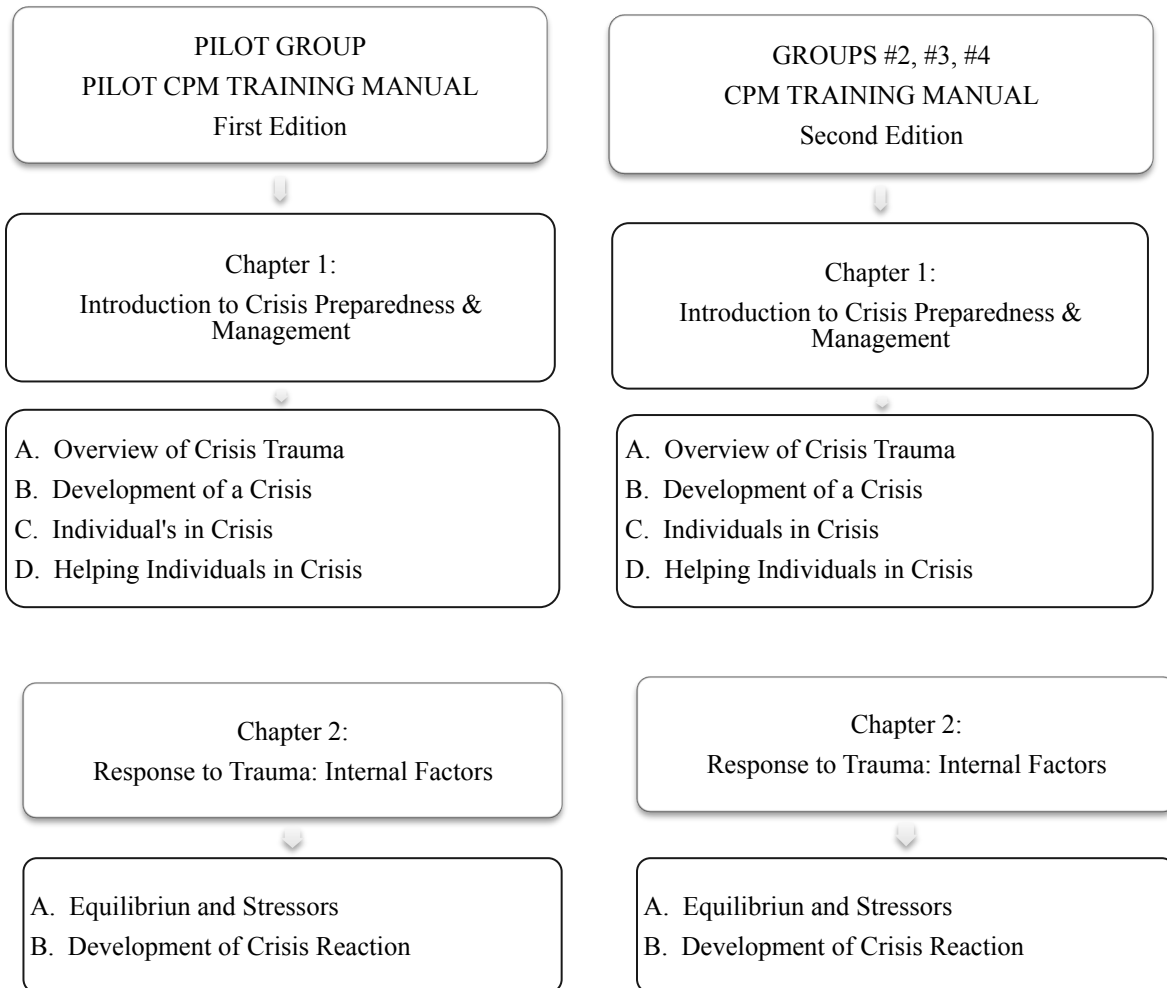 PILOT GROUP
PILOT CPM TRAINING MANUAL
First Edition
Chapter 1:
Introduction to Crisis Preparedness &
Management
A. Overview of Crisis Trauma
B. Development of a Crisis
C. Individual's in Crisis
D. Helping Individuals in Crisis
Chapter 2:
Response to Trauma: Internal Factors
A. Equilibriun and Stressors
B. Development of Crisis Reaction
GROUPS #2, #3, #4
CPM TRAINING MANUAL
Second Edition
Chapter 1:
Introduction to Crisis Preparedness &
Management
A. Overview of Crisis Trauma
B. Development of a Crisis
C. Individuals in Crisis
D. Helping Individuals in Crisis
Chapter 2:
Response to Trauma: Internal Factors
A. Equilibriun and Stressors
B. Development of Crisis Reaction